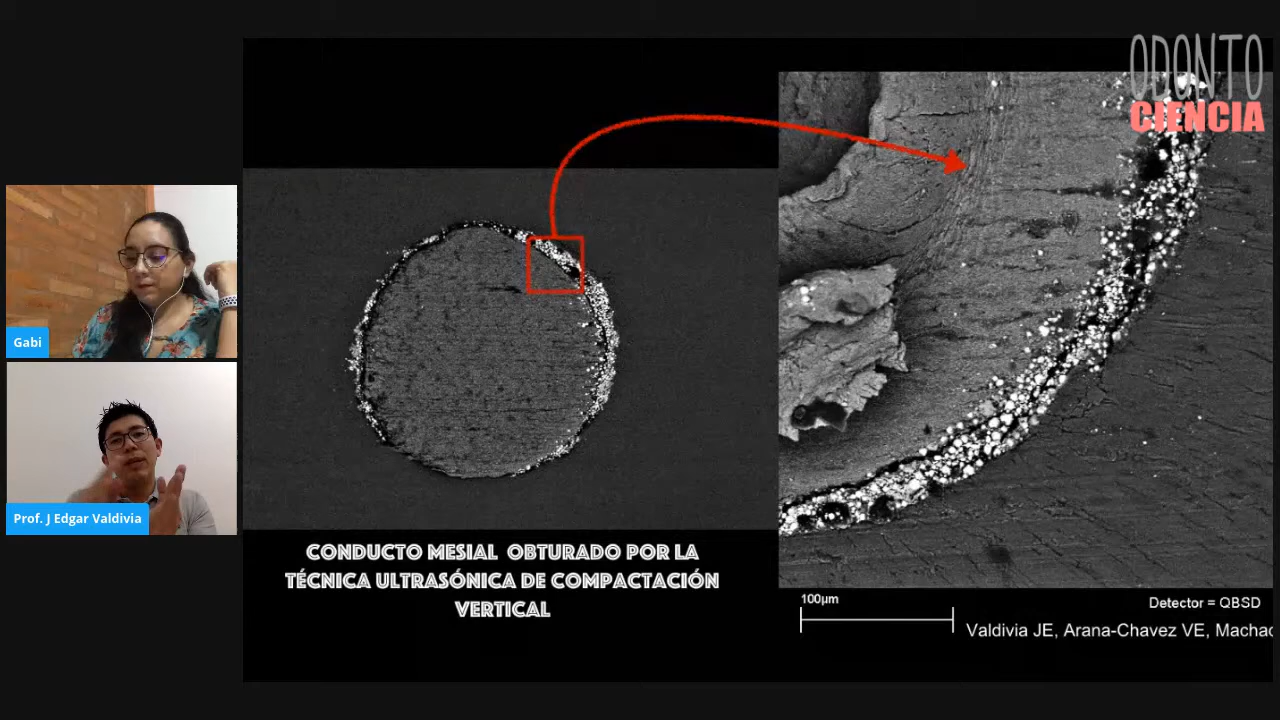 ODONTO
CIENCIA
Gabi
Prof. J Edgar Valdivia
CONDUCTO MESIAL OBTURADO POR LA
TÉCNICA ULTRASÓNICA DE COMPACTACIÓN
VERTICAL
100µm
Detector = QBSD
Valdivia JE, Arana-Chavez VE, Machac